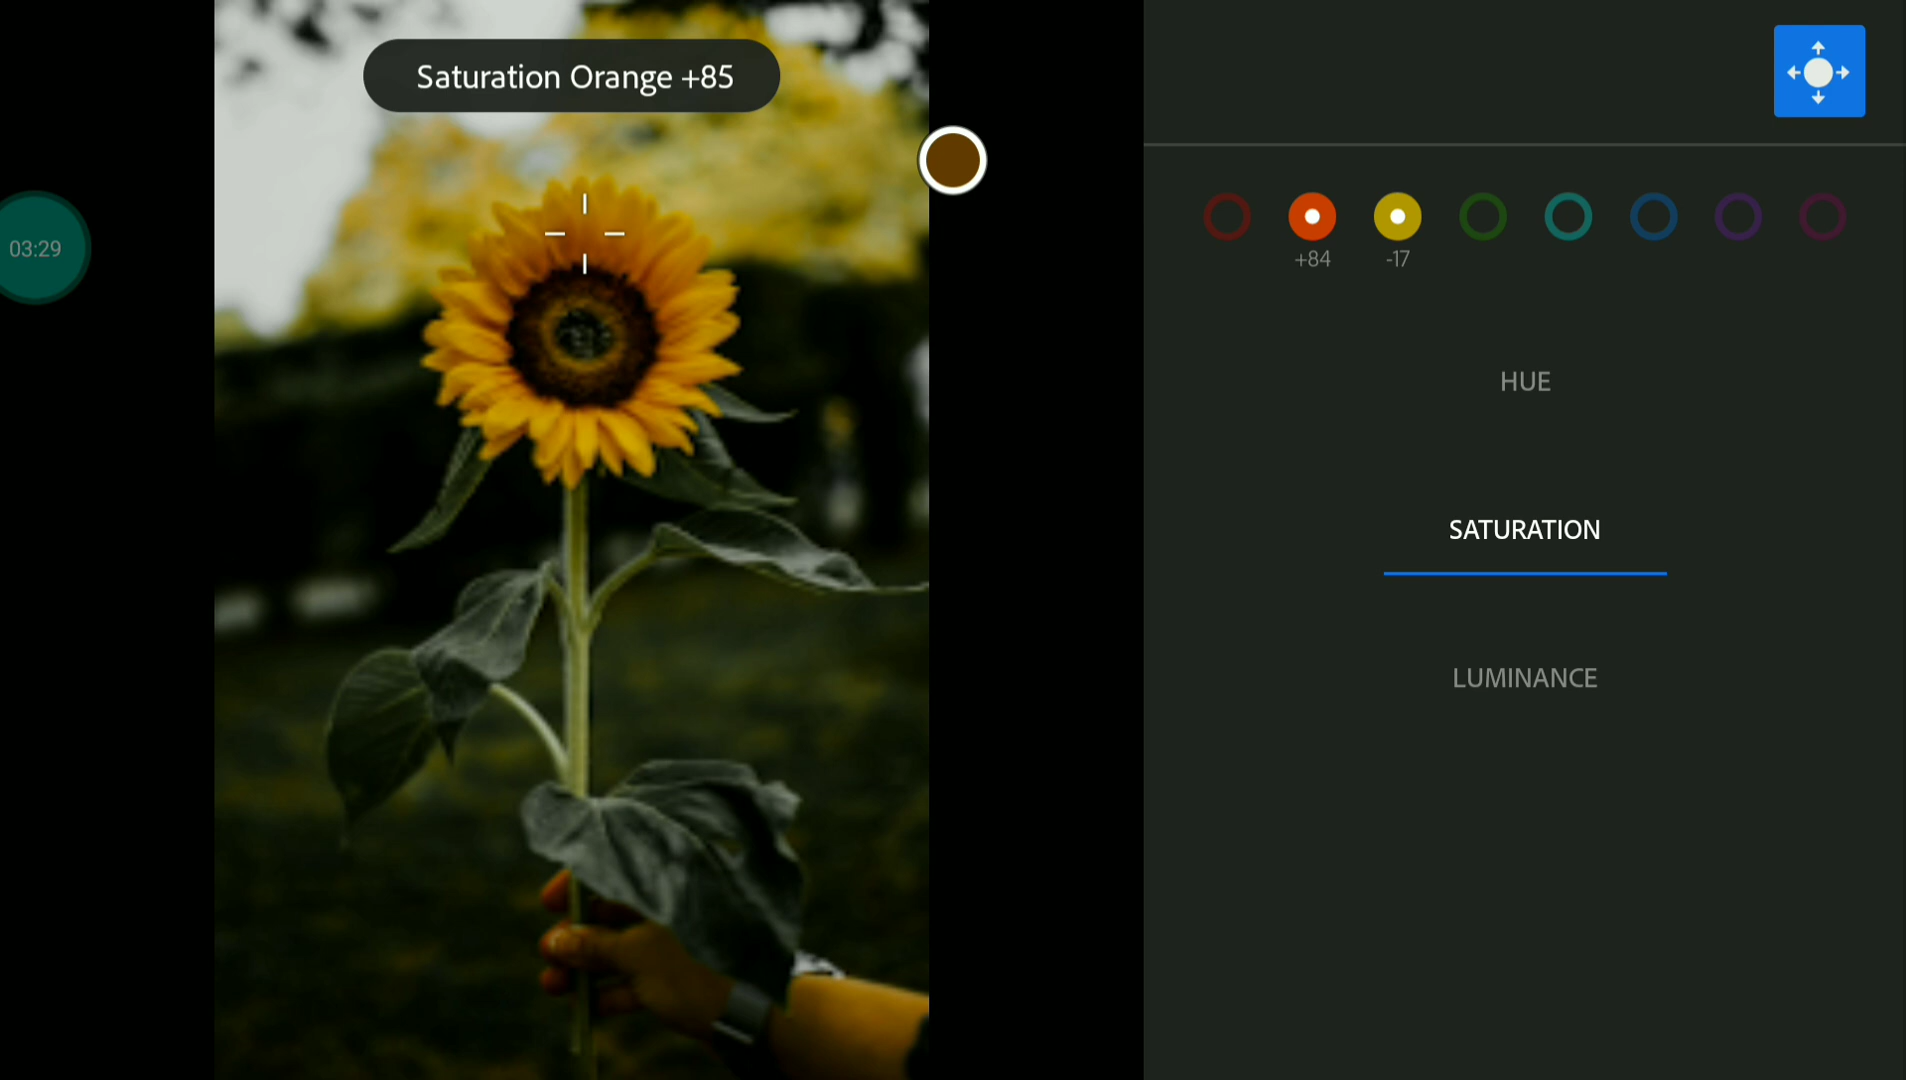 Saturation Orange +85
03:29
+84
-17
HUE
SATURATION
LUMINANCE